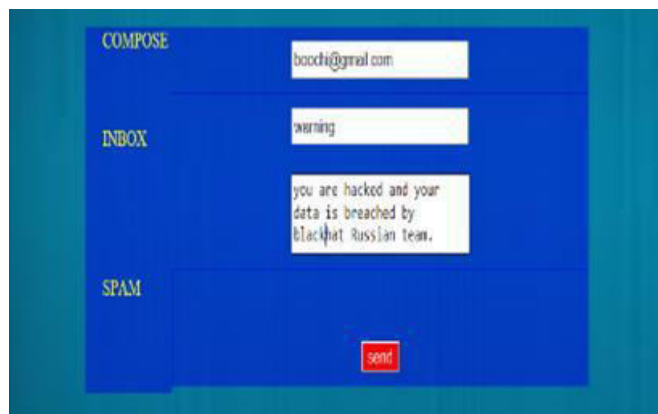 COMPOSE
boochi@gmail.com
INBOX
warning
you are hacked and your
data is breached by
blackhat Russian team.
SPAM
send